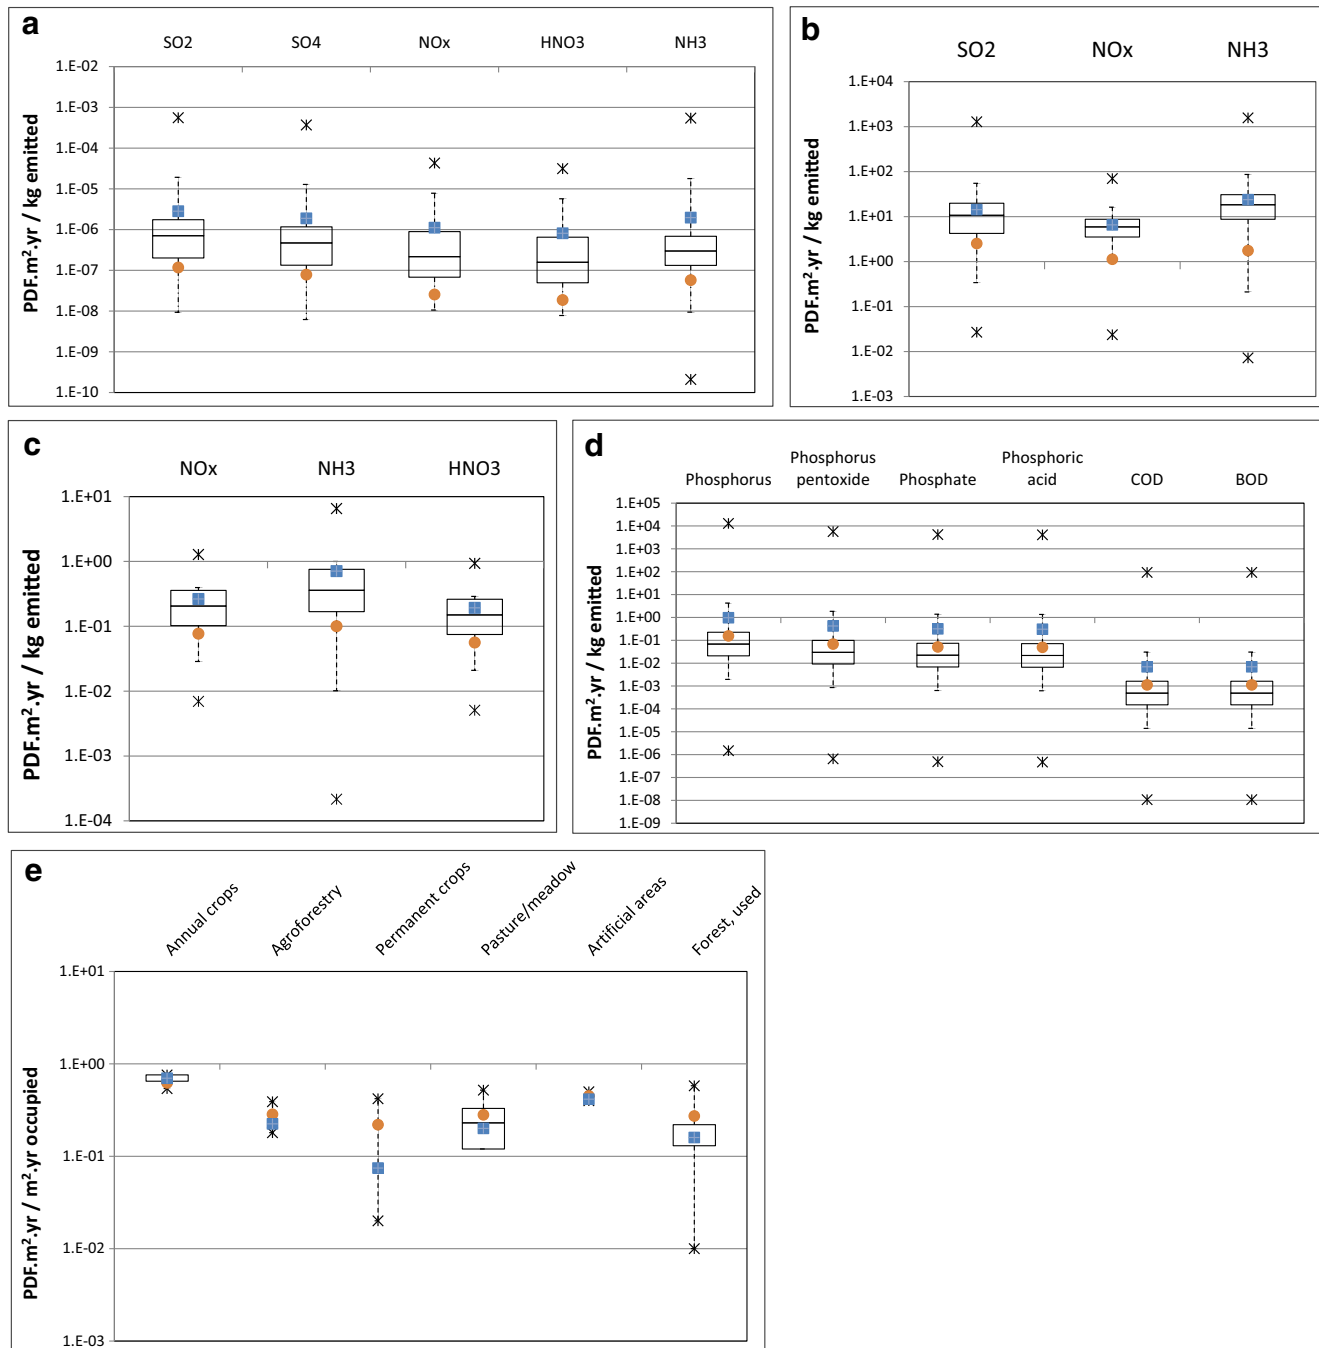 a
SO2 SO4 NOx HNO3 NH3
1.E-02
1.E-03
1.E-04
1.E-05
1.E-06
1.E-07
1.E-08
1.E-09
1.E-10
PDF.m².yr / kg emitted
b
SO2 NOx NH3
1.E+04
1.E+03
1.E+02
1.E+01
1.E+00
1.E-01
1.E-02
1.E-03
PDF.m².yr / kg emitted
c
NOx NH3 HNO3
1.E+01
1.E+00
1.E-01
1.E-02
1.E-03
1.E-04
PDF.m².yr / kg emitted
d
Phosphorus
Phosphorus
pentoxide
Phosphate
Phosphoric
acid
COD
BOD
1.E+05
1.E+04
1.E+03
1.E+02
1.E+01
1.E+00
1.E-01
1.E-02
1.E-03
1.E-04
1.E-05
1.E-06
1.E-07
1.E-08
1.E-09
PDF.m².yr / kg emitted
e
Annual crops
Agroforestry
Permanent crops
Pasture/meadow
Artificial areas
Forest, used
1.E+01
1.E+00
1.E-01
1.E-02
1.E-03
PDF.m².yr / m².yr occupied